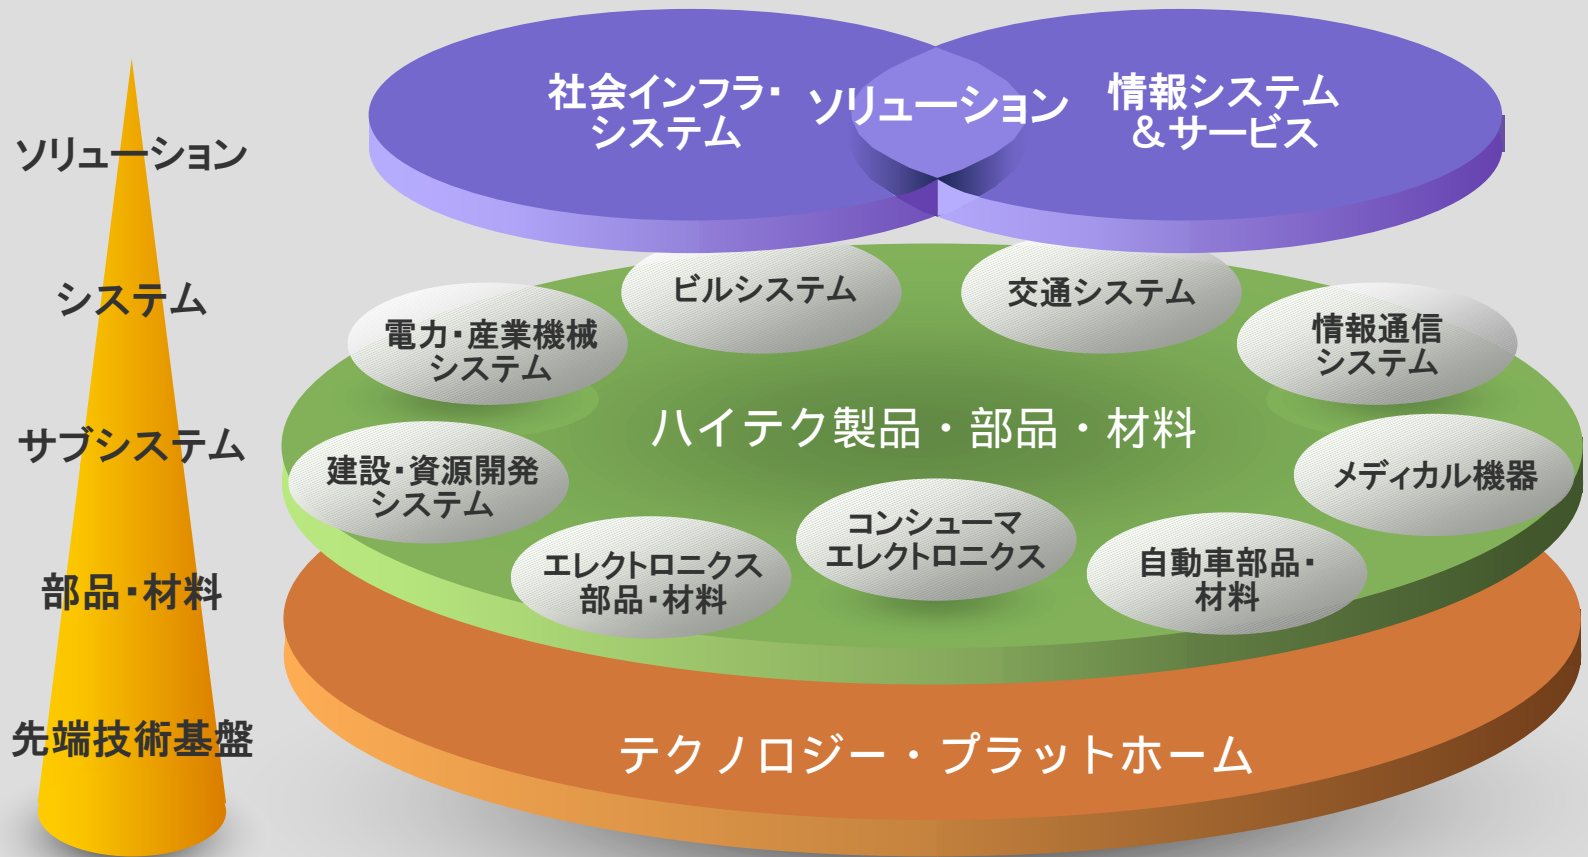 ソリューション
システム
サブシステム
部品・材料
先端技術基盤
社会インフラ・
システム
ソリューション
情報システム
&サービス
ビルシステム
交通システム
電力・産業機械
システム
情報通信
システム
ハイテク製品・部品・材料
建設・資源開発
システム
メディカル機器
エレクトロニクス
部品・材料
コンシューマ
エレクトロニクス
自動車部品・
材料
テクノロジー・プラットホーム